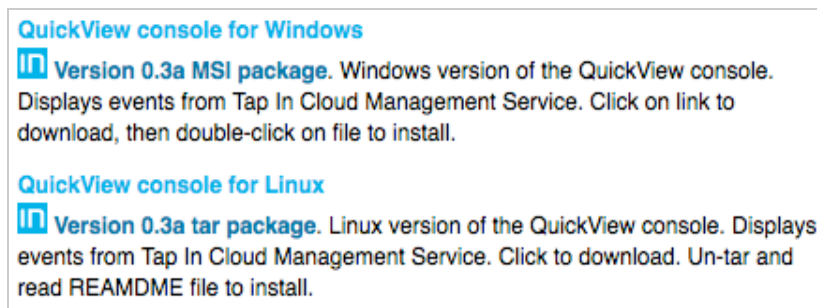 QuickView console for Windows
in Version 0.3a MSI package. Windows version of the QuickView console.
Displays events from Tap In Cloud Management Service. Click on link to
download, then double-click on file to install.
QuickView console for Linux
in Version 0.3a tar package. Linux version of the QuickView console. Displays
events from Tap In Cloud Management Service. Click to download. Un-tar and
read REAMDME file to install.